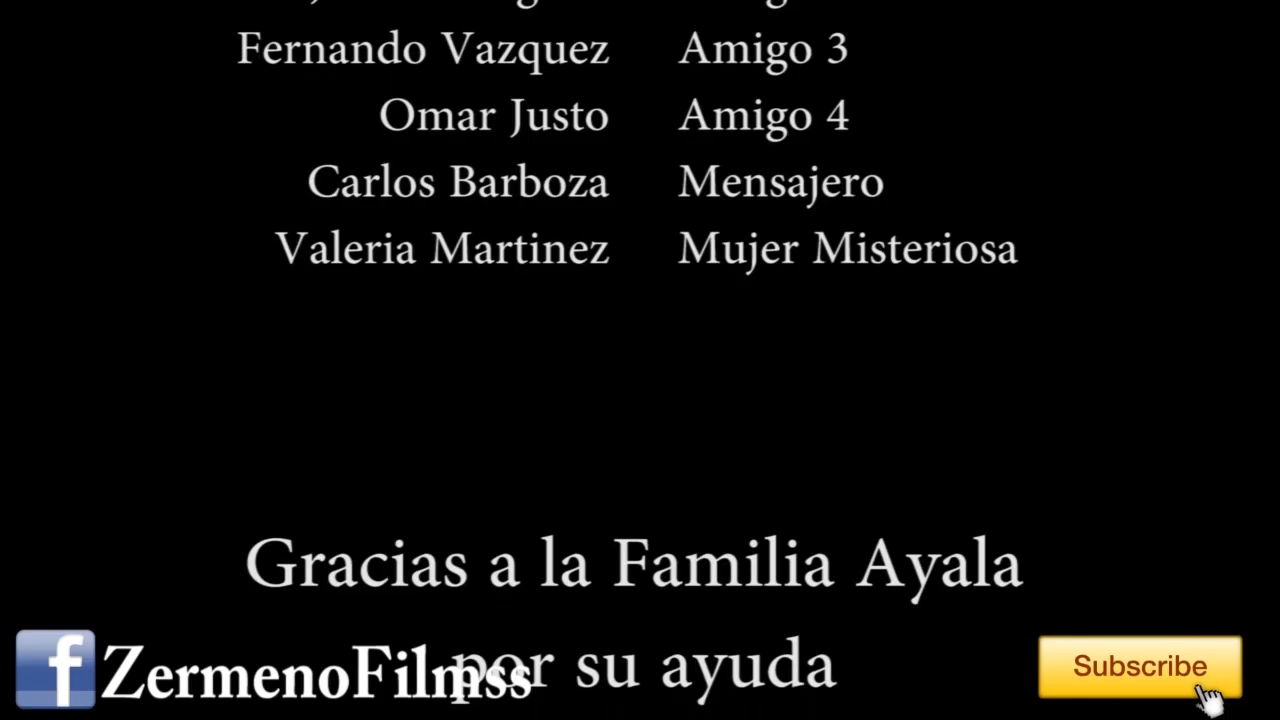 Fernando Vazquez Amigo 3
Omar Justo Amigo 4
Carlos Barboza Mensajero
Valeria Martinez Mujer Misteriosa
Gracias a la Familia Ayala
por su ayuda
f ZermenoFilmss
Subscribe